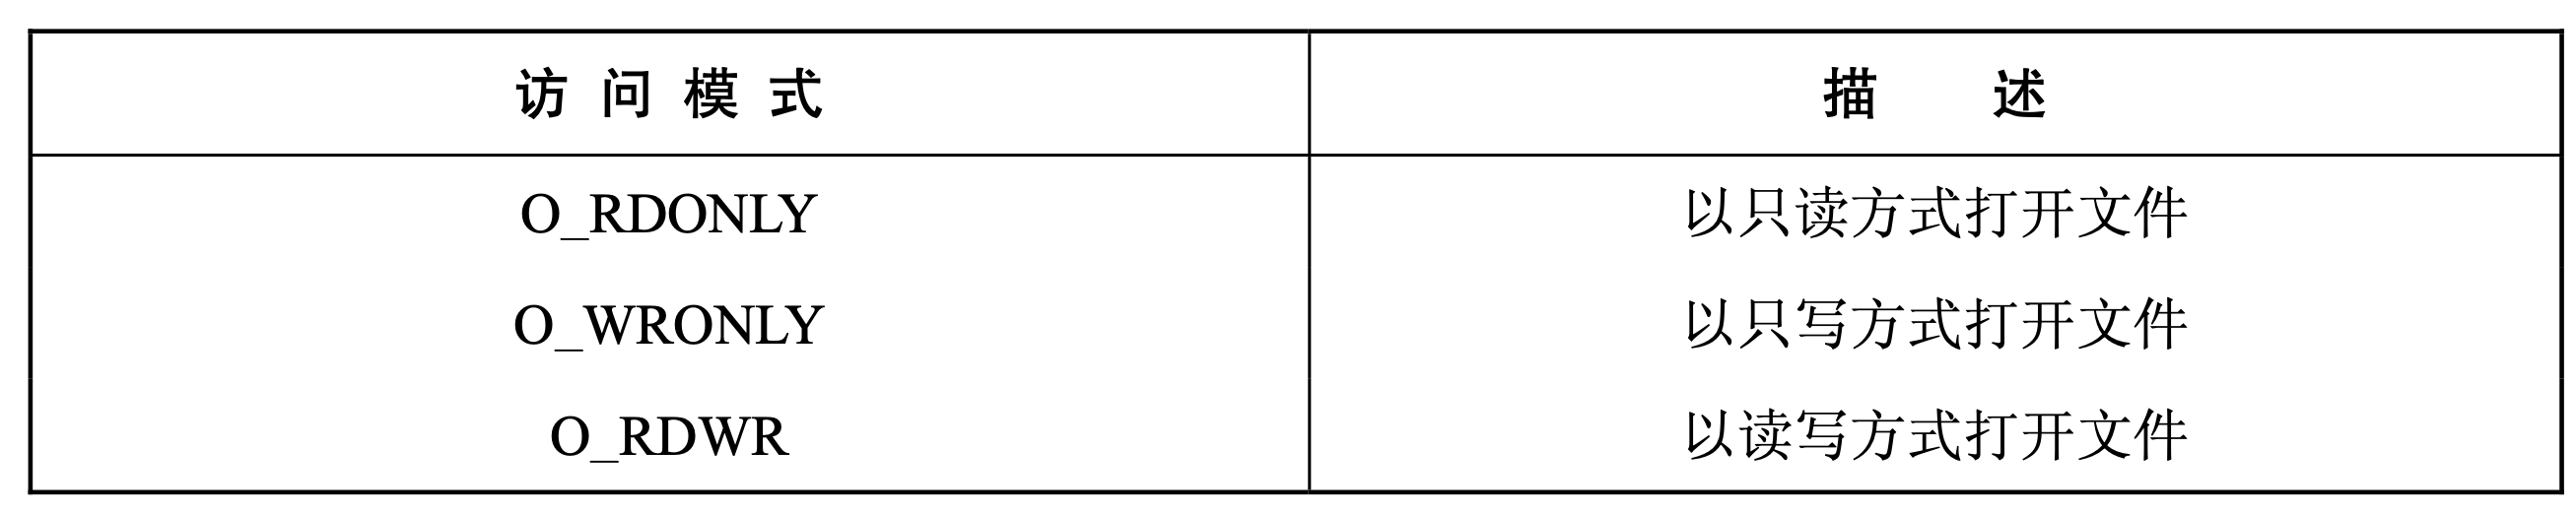 访问模式 描述
O_RDONLY 以只读方式打开文件
O_WRONLY 以只写方式打开文件
O_RDWR 以读写方式打开文件